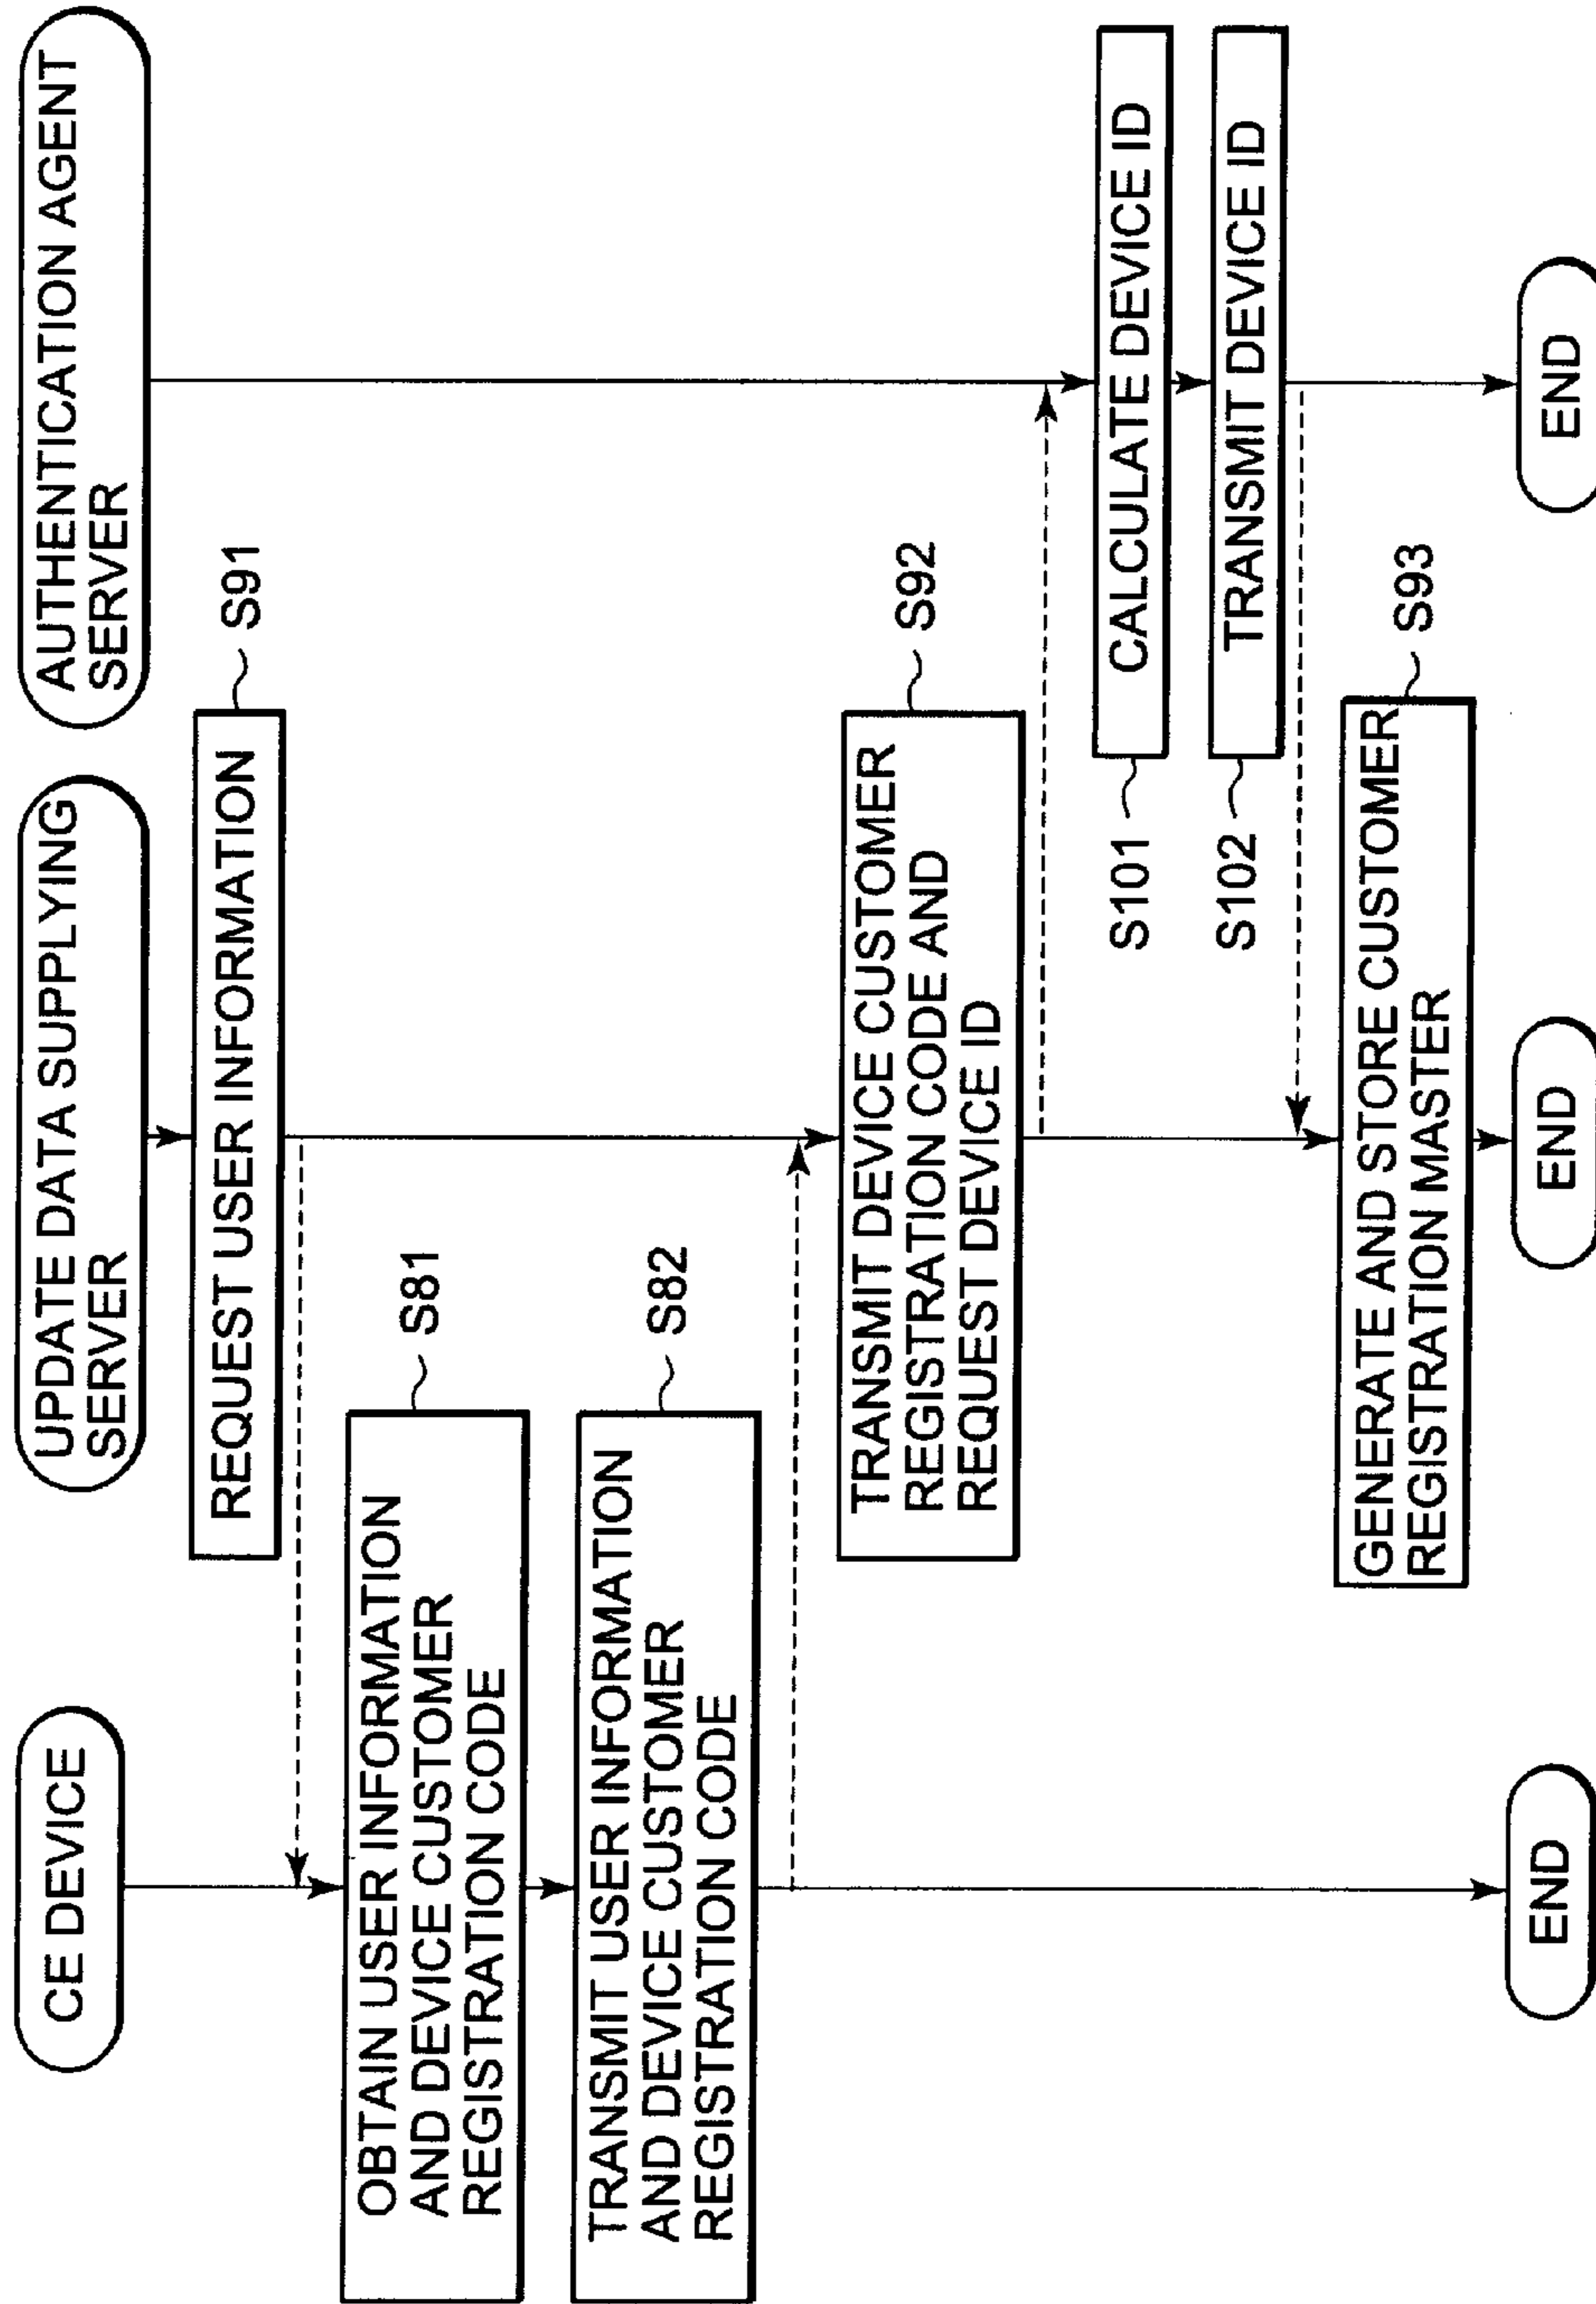 CE DEVICE
UPDATE DATA SUPPLYING
SERVER
AUTHENTICATION AGENT
SERVER
REQUEST USER INFORMATION
S91
OBTAIN USER INFORMATION
AND DEVICE CUSTOMER
REGISTRATION CODE
S81
TRANSMIT USER INFORMATION
AND DEVICE CUSTOMER
REGISTRATION CODE
S82
TRANSMIT DEVICE CUSTOMER
REGISTRATION CODE AND
REQUEST DEVICE ID
S92
S101
CALCULATE DEVICE ID
S102
TRANSMIT DEVICE ID
GENERATE AND STORE CUSTOMER
REGISTRATION MASTER
S93
END
END
END